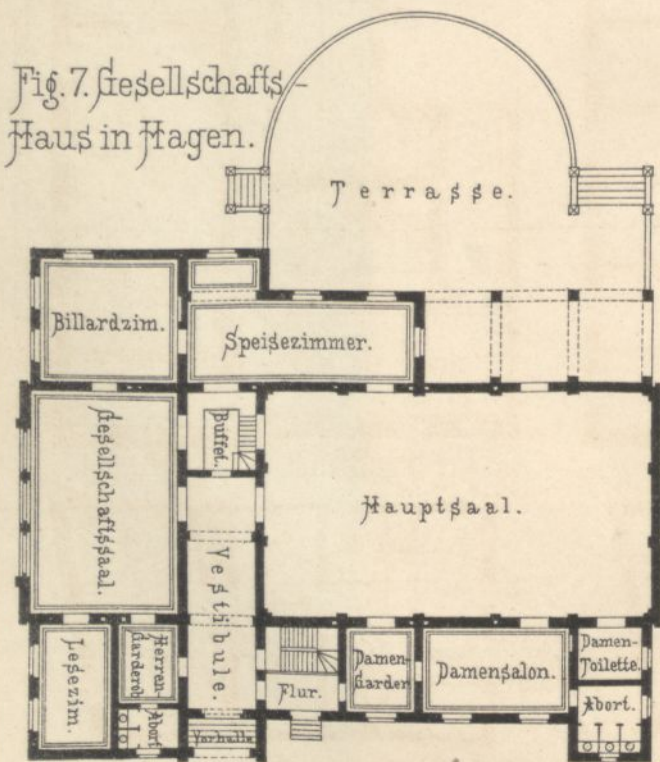 Fig. 7. Gesellschafts-
Haus in Hagen.
Terrasse.
Billardzim.
Speisezimmer.
Gesellschaftssaal.
Buffet.
Hauptsaal.
Vestibule.
Lesezim.
Herren-
Garderob
Abort
Vorhalle
Flur.
Damen-
Garder
Damensalon.
Damen-
Toilette.
Abort.